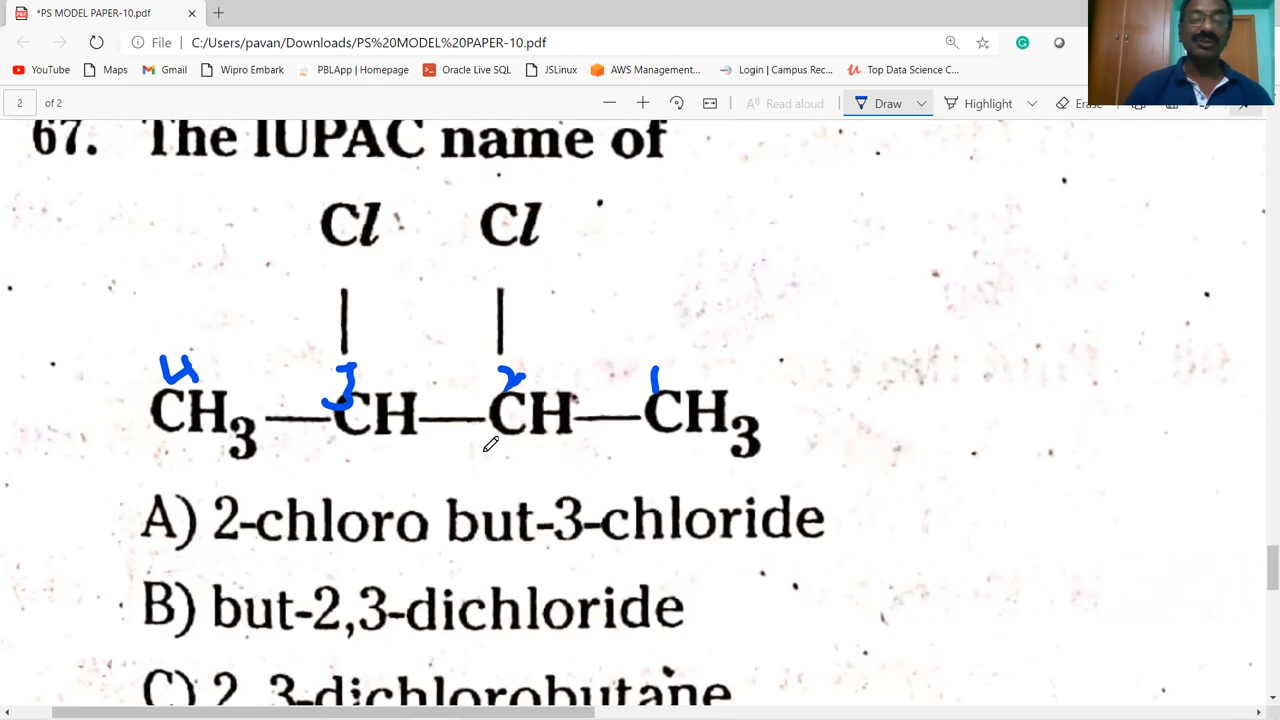 *PS MODEL PAPER-10.pdf
File C:/Users/pavan/Downloads/PS%20MODEL%20PAPER-10.pdf
YouTube Maps Gmail Wipro Embark PBLApp | Homepage Oracle Live SQL JSLinux AWS Management... Login | Campus Rec... Top Data Science C...
2 of 2 Read aloud Draw Highlight Erase
67. The IUPAC name of
Cl Cl
4 3 2 1
CH3—CH—CH—CH3
A) 2-chloro but-3-chloride
B) but-2,3-dichloride
C) 2, 3-dichlorobutane